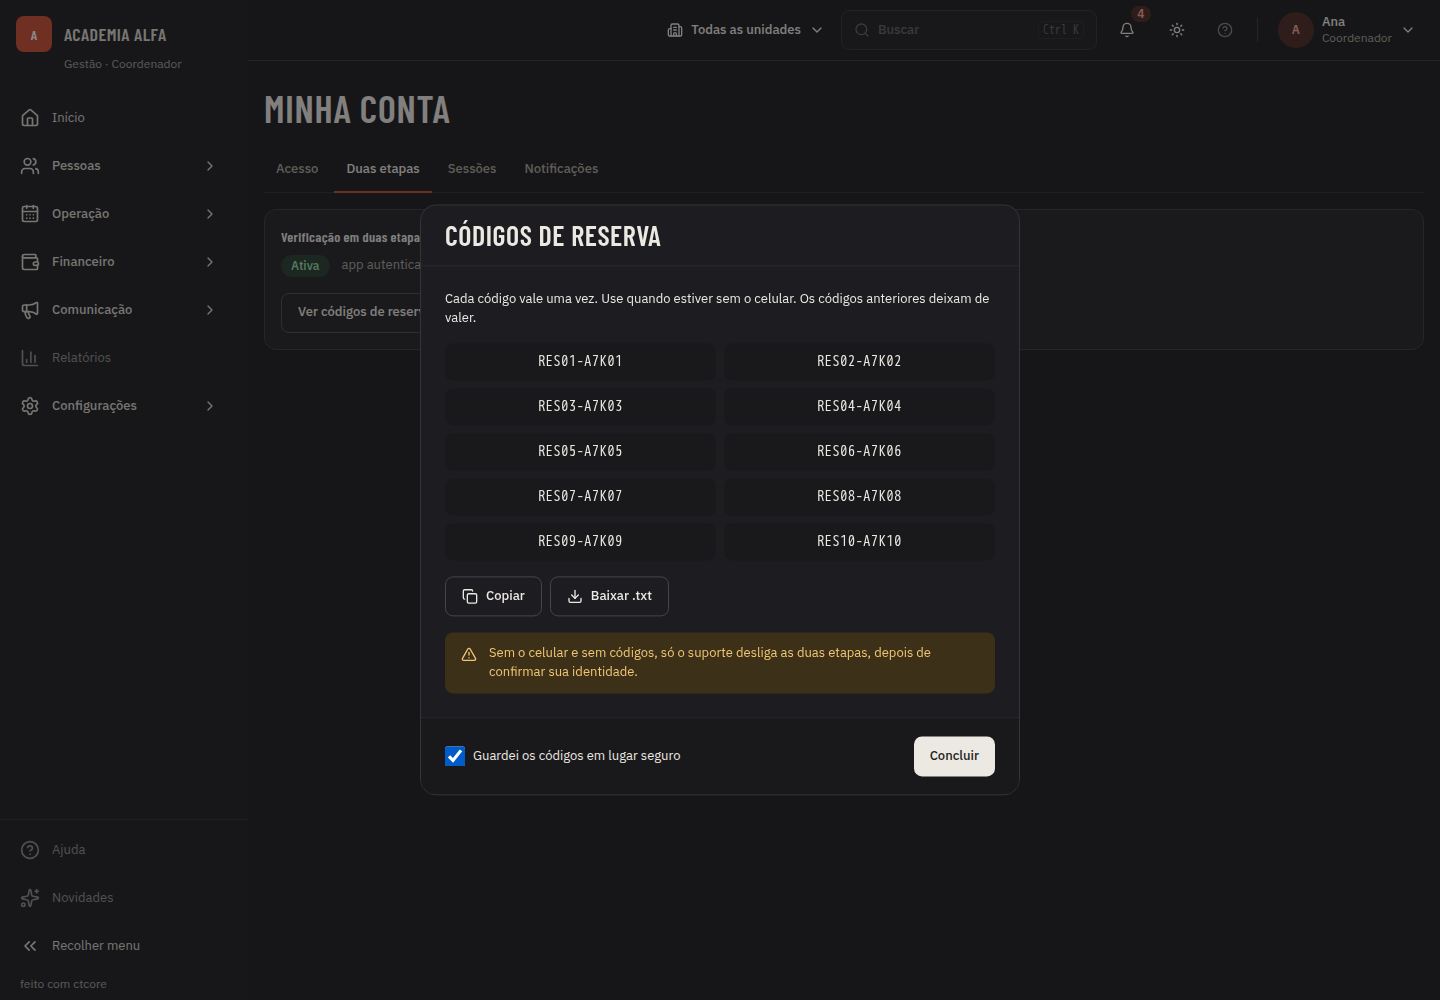 A
ACADEMIA ALFA
Gestão - Coordenador
Início
Pessoas
Operação
Financeiro
Comunicação
Relatórios
Configurações
Ajuda
Novidades
Recolher menu
feito com ctcore
Todas as unidades
Buscar
Ctrl K
4
A
Ana
Coordenador
MINHA CONTA
Acesso
Duas etapas
Sessões
Notificações
Verificação em duas etapa
Ativa
app autentica
Ver códigos de reser
CÓDIGOS DE RESERVA
Cada código vale uma vez. Use quando estiver sem o celular. Os códigos anteriores deixam de
valer.
RES01-A7K01
RES02-A7K02
RES03-A7K03
RES04-A7K04
RES05-A7K05
RES06-A7K06
RES07-A7K07
RES08-A7K08
RES09-A7K09
RES10-A7K10
Copiar
Baixar .txt
Sem o celular e sem códigos, só o suporte desliga as duas etapas, depois de
confirmar sua identidade.
Guardei os códigos em lugar seguro
Concluir